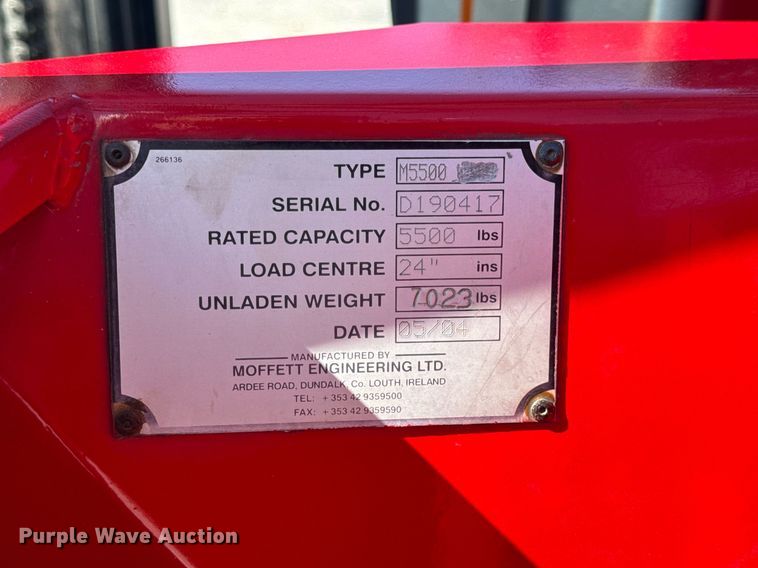 266136
TYPE M5500
SERIAL No. D190417
RATED CAPACITY 5500 lbs
LOAD CENTRE 24" ins
UNLADEN WEIGHT 7023 lbs
DATE 05/04
MANUFACTURED BY
MOFFETT ENGINEERING LTD.
ARDEE ROAD, DUNDALK, Co. LOUTH, IRELAND
TEL: +353 42 9359500
FAX: +353 42 9359590
Purple Wave Auction